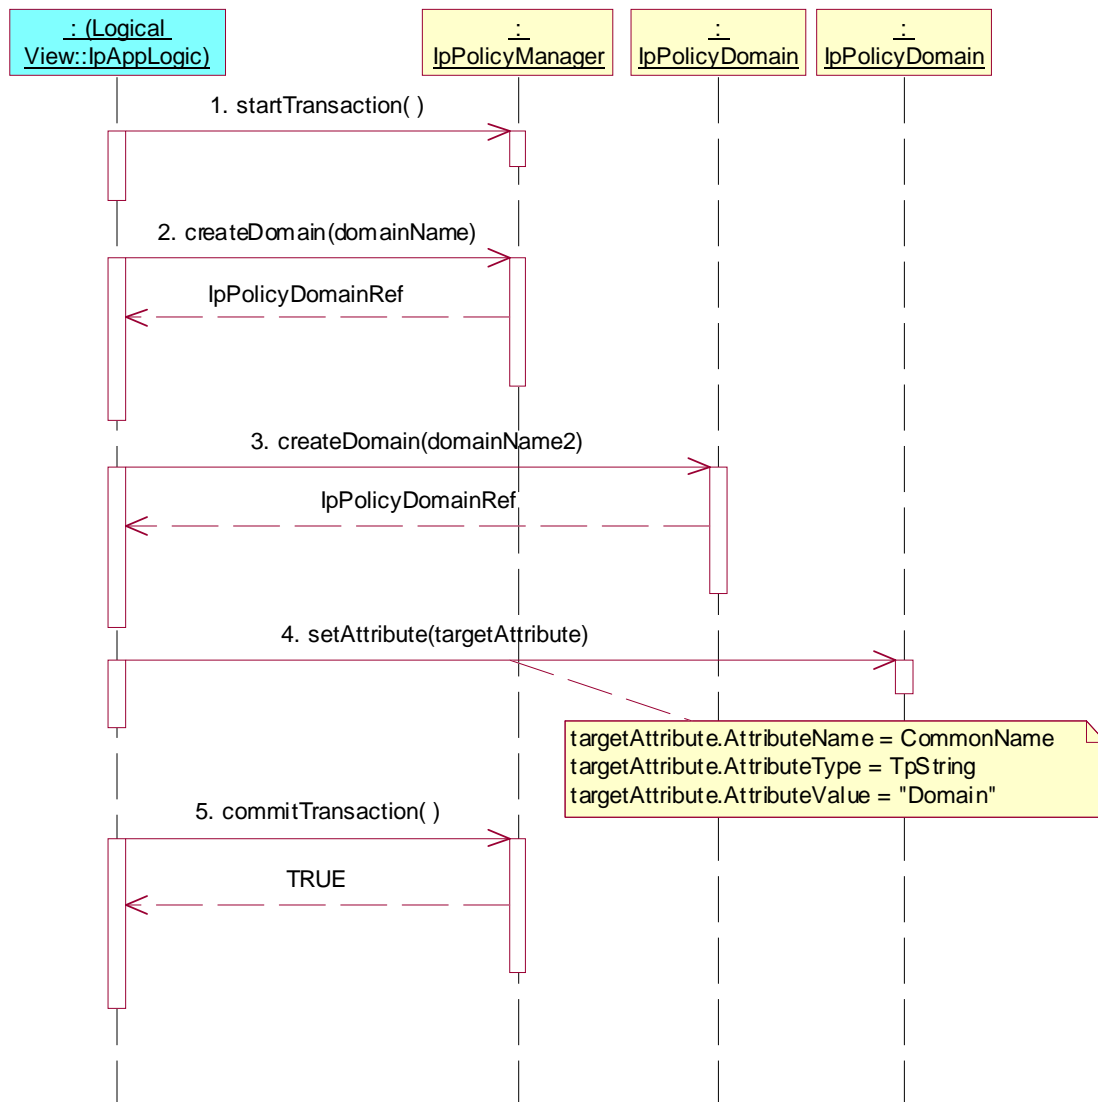 : (Logical
View::IpAppLogic)
:
IpPolicyManager
:
IpPolicyDomain
:
IpPolicyDomain
1. startTransaction( )
2. createDomain(domainName)
IpPolicyDomainRef
3. createDomain(domainName2)
IpPolicyDomainRef
4. setAttribute(targetAttribute)
targetAttribute.AttributeName = CommonName
targetAttribute.AttributeType = TpString
targetAttribute.AttributeValue = "Domain"
5. commitTransaction( )
TRUE